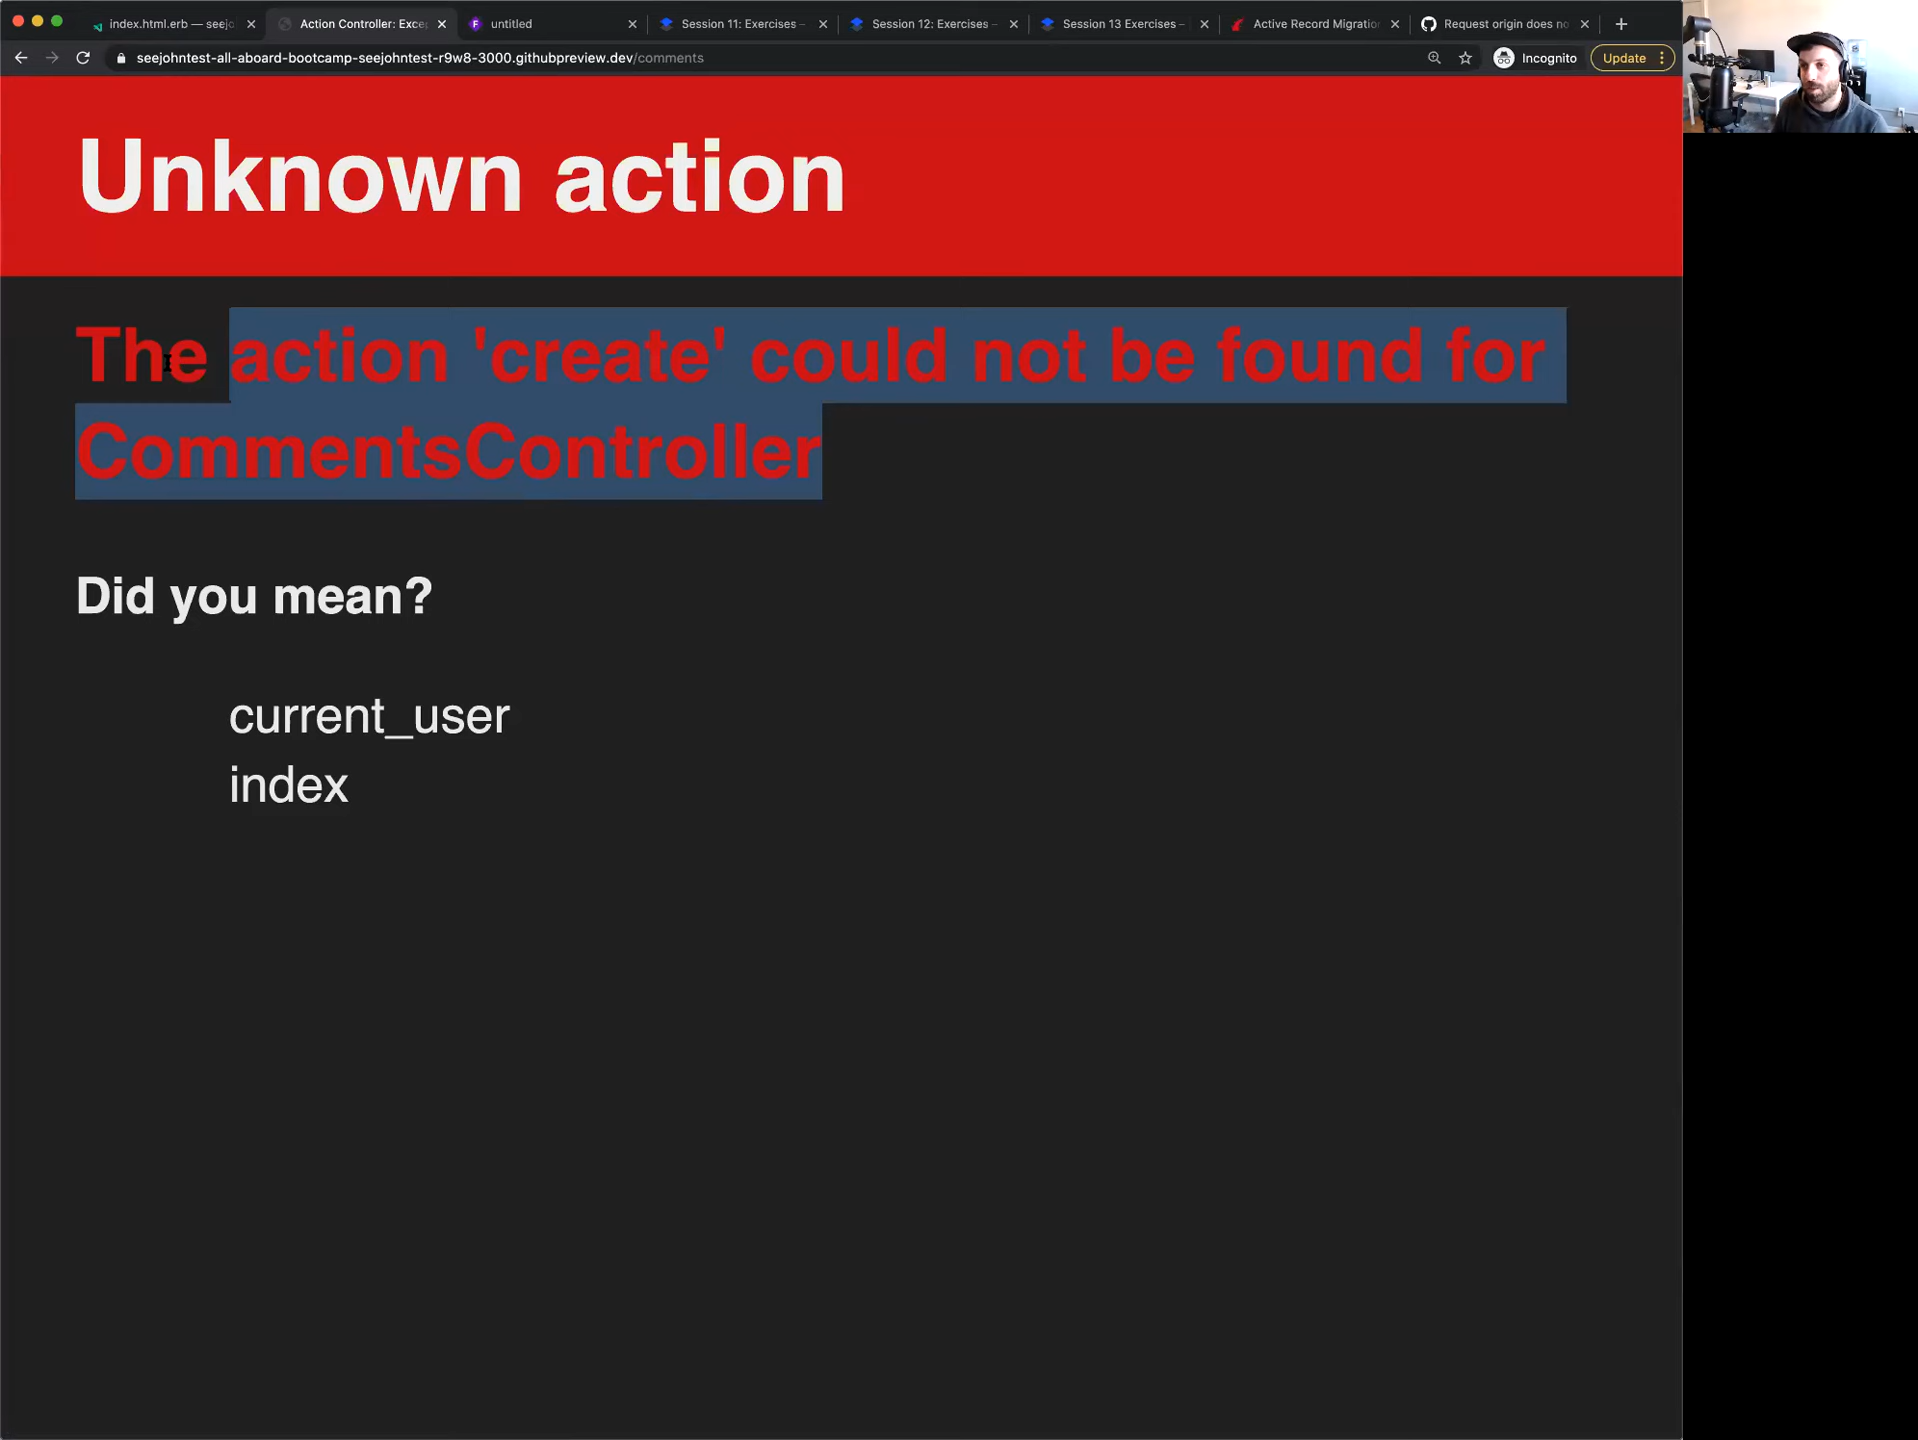 index.html.erb — seejo
Action Controller: Exce
untitled
Session 11: Exercises –
Session 12: Exercises –
Session 13 Exercises –
Active Record Migration
Request origin does no
seejohntest-all-aboard-bootcamp-seejohntest-r9w8-3000.githubpreview.dev/comments
Incognito
Update
Unknown action
The action 'create' could not be found for
CommentsController
Did you mean?
current_user
index